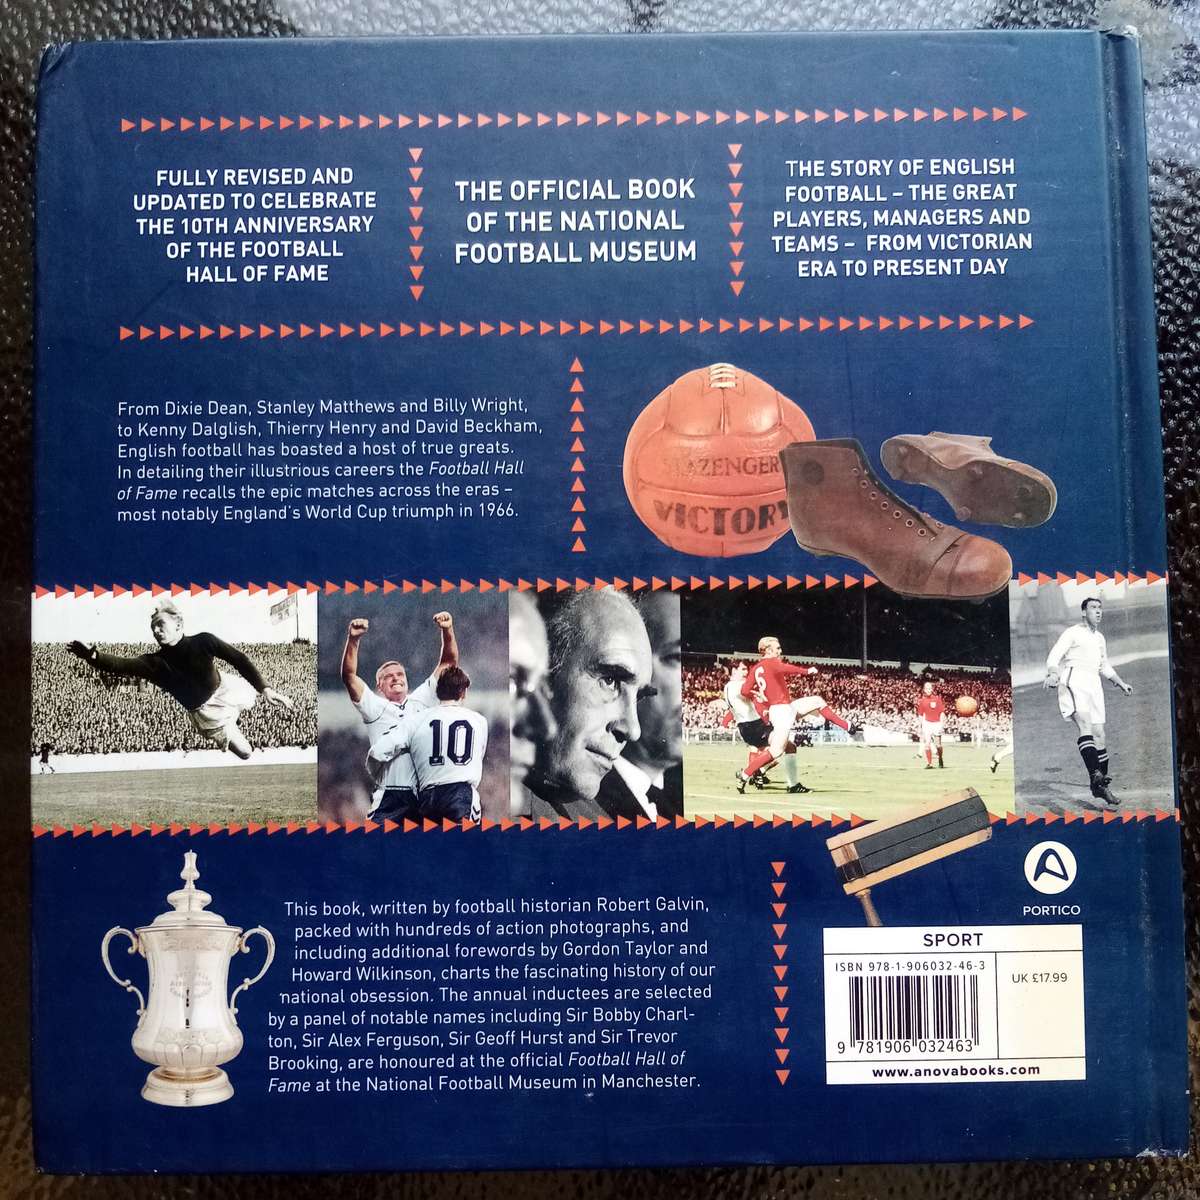 FULLY REVISED AND
UPDATED TO CELEBRATE
THE 10TH ANNIVERSARY
OF THE FOOTBALL
HALL OF FAME
THE OFFICIAL BOOK
OF THE NATIONAL
FOOTBALL MUSEUM
THE STORY OF ENGLISH
FOOTBALL – THE GREAT
PLAYERS, MANAGERS AND
TEAMS – FROM VICTORIAN
ERA TO PRESENT DAY
From Dixie Dean, Stanley Matthews and Billy Wright,
to Kenny Dalglish, Thierry Henry and David Beckham,
English football has boasted a host of true greats.
In detailing their illustrious careers the Football Hall
of Fame recalls the epic matches across the eras –
most notably England's World Cup triumph in 1966.
SLAZENGER
VICTORY
10
6
This book, written by football historian Robert Galvin,
packed with hundreds of action photographs, and
including additional forewords by Gordon Taylor and
Howard Wilkinson, charts the fascinating history of our
national obsession. The annual inductees are selected
by a panel of notable names including Sir Bobby Charl-
ton, Sir Alex Ferguson, Sir Geoff Hurst and Sir Trevor
Brooking, are honoured at the official Football Hall of
Fame at the National Football Museum in Manchester.
PORTICO
SPORT
ISBN 978-1-906032-46-3
UK £17.99
9 781906 032463
www.anovabooks.com